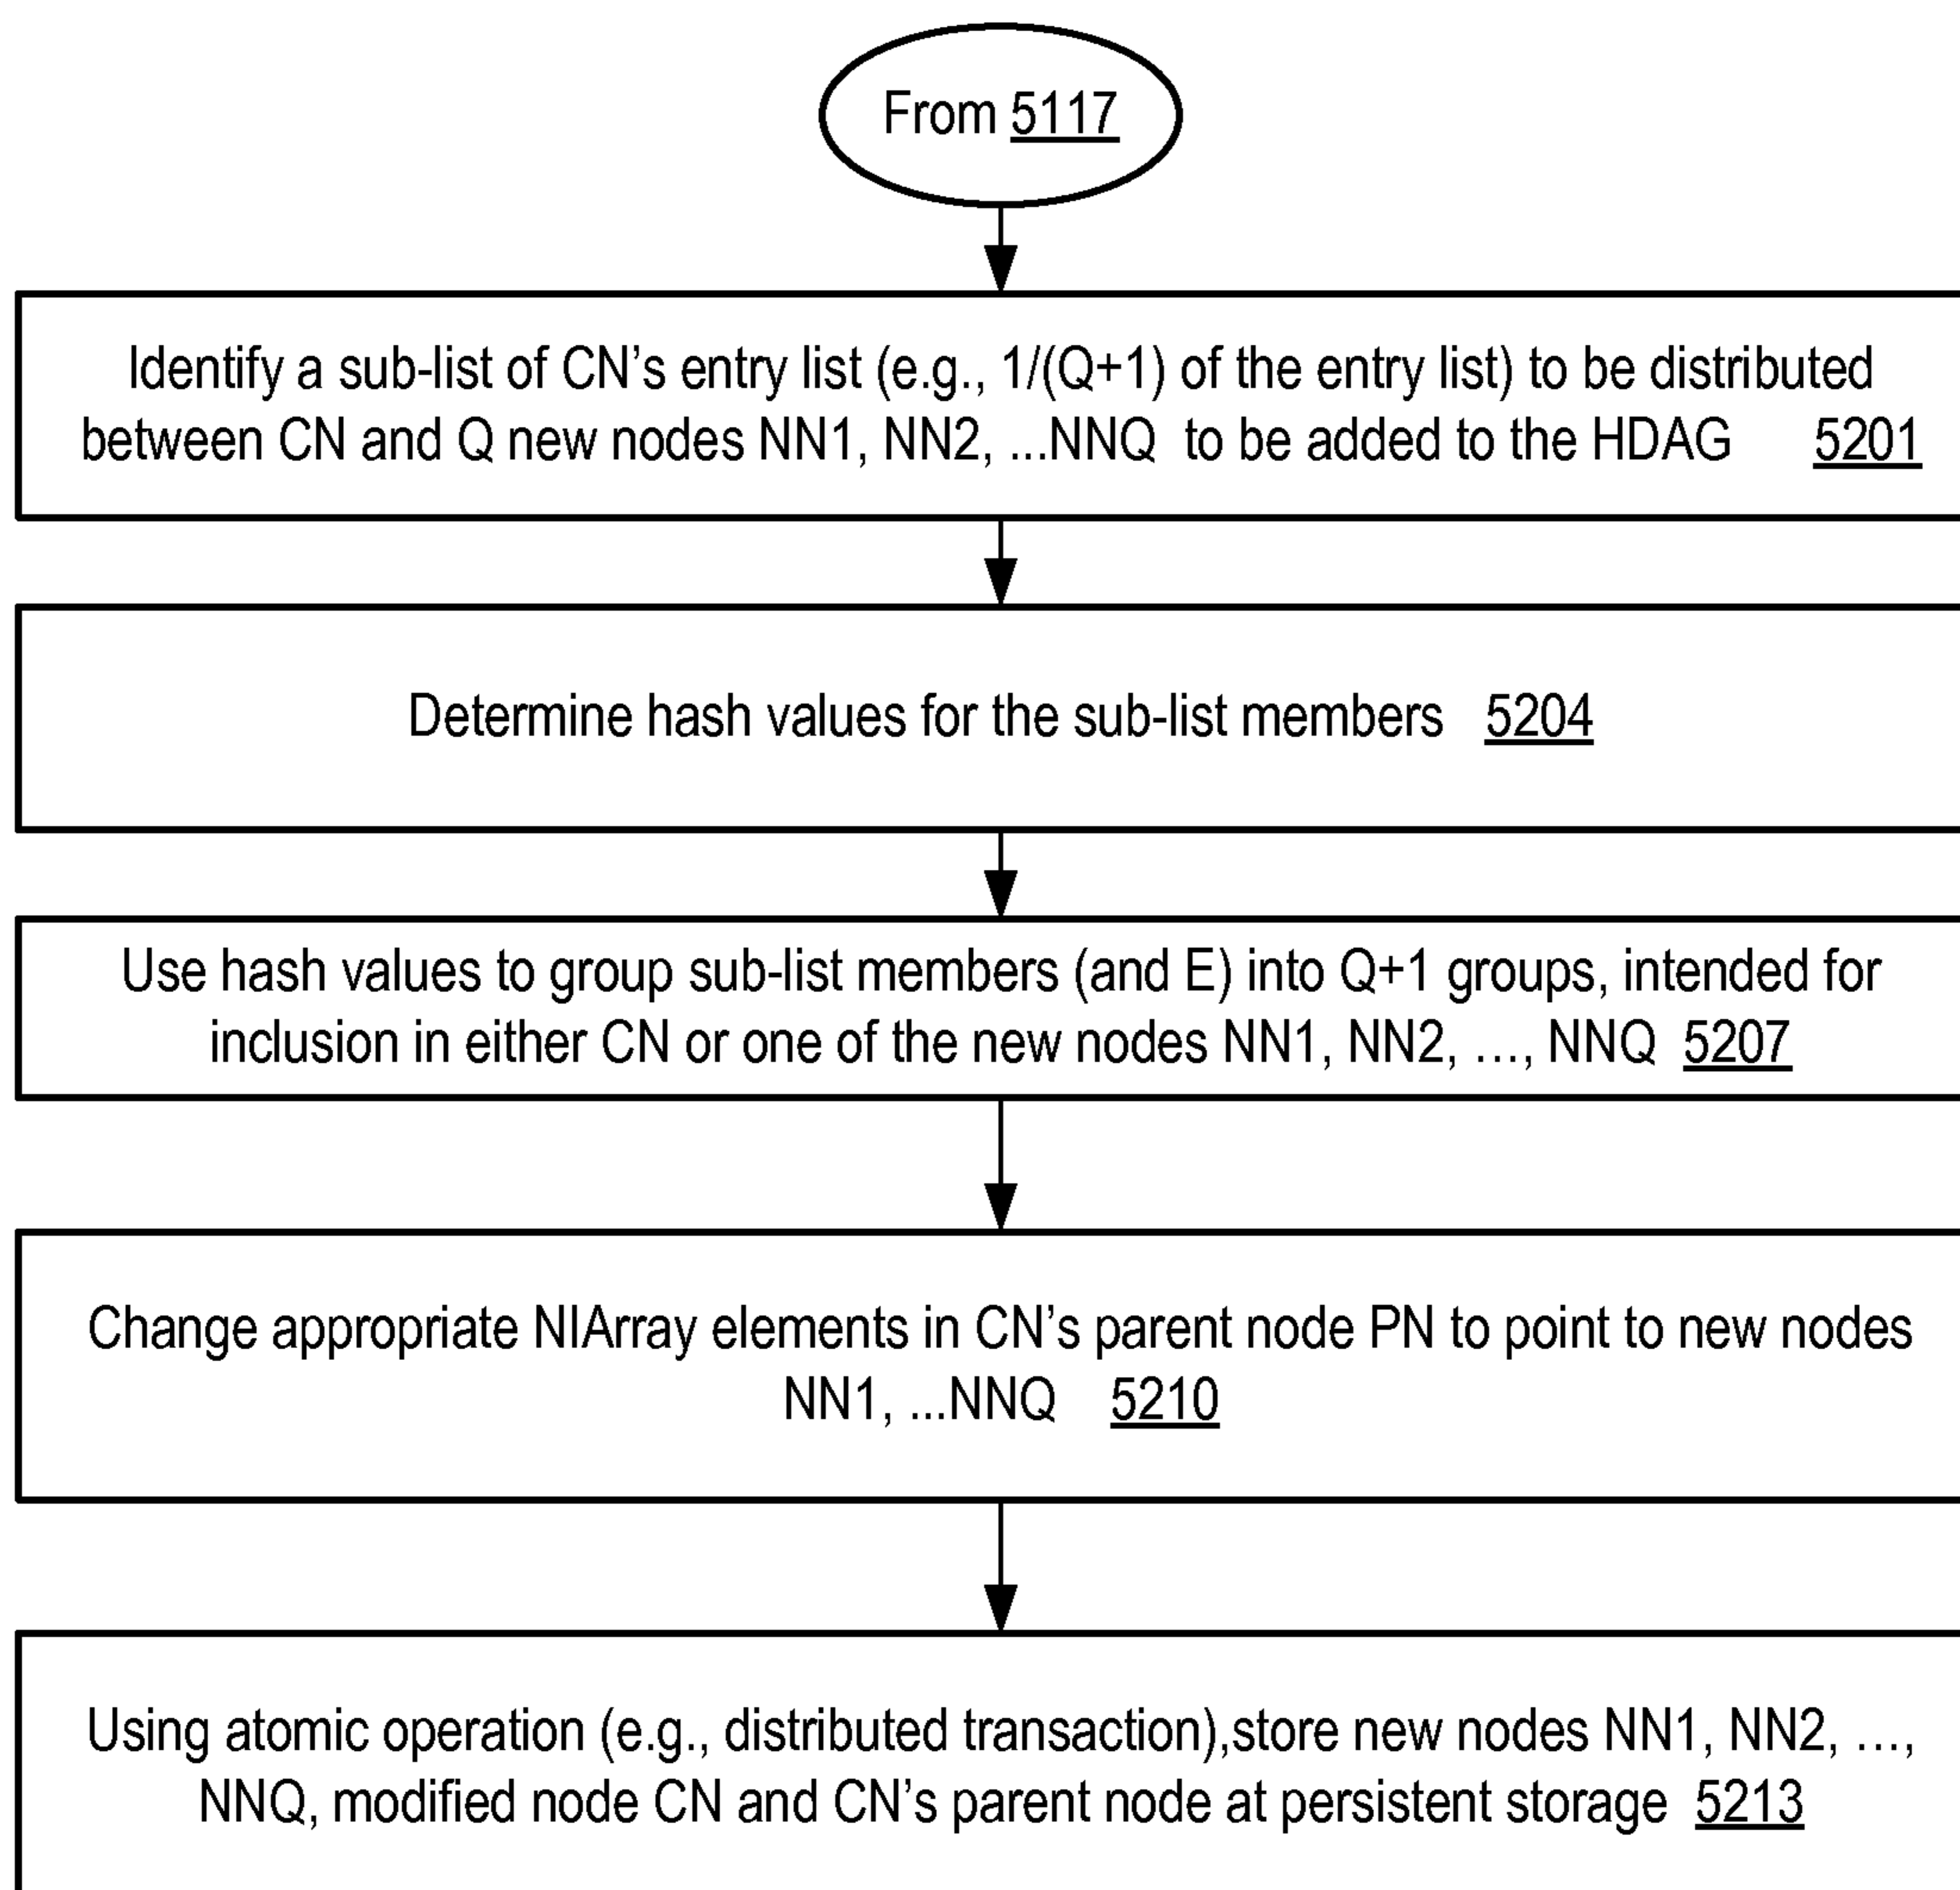 From 5117
Identify a sub-list of CN’s entry list (e.g., 1/(Q+1) of the entry list) to be distributed
between CN and Q new nodes NN1, NN2, ...NNQ to be added to the HDAG 5201
Determine hash values for the sub-list members 5204
Use hash values to group sub-list members (and E) into Q+1 groups, intended for
inclusion in either CN or one of the new nodes NN1, NN2, …, NNQ 5207
Change appropriate NIArray elements in CN’s parent node PN to point to new nodes
NN1, ...NNQ 5210
Using atomic operation (e.g., distributed transaction),store new nodes NN1, NN2, …,
NNQ, modified node CN and CN’s parent node at persistent storage 5213